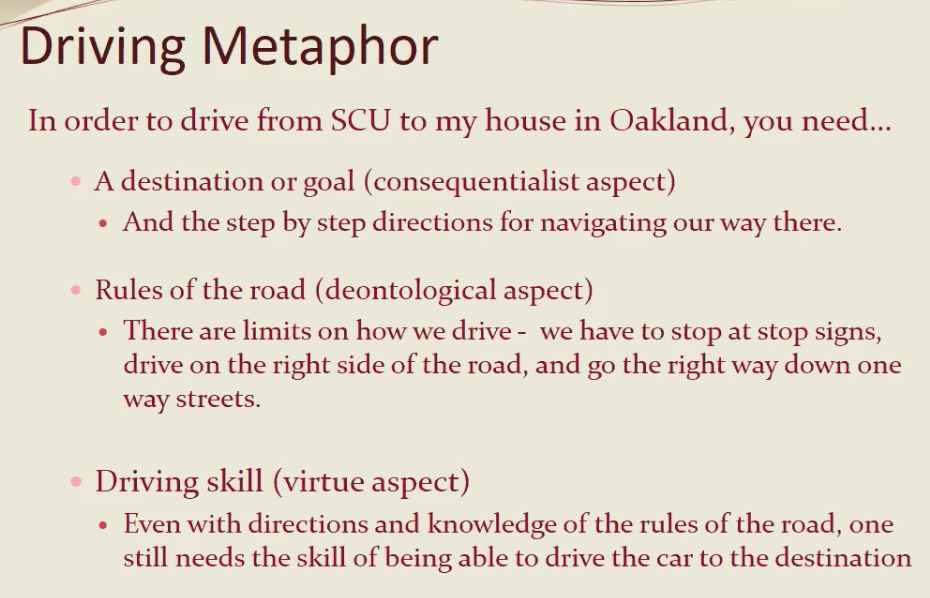 Driving Metaphor
In order to drive from SCU to my house in Oakland, you need...
• A destination or goal (consequentialist aspect)
• And the step by step directions for navigating our way there.
• Rules of the road (deontological aspect)
• There are limits on how we drive - we have to stop at stop signs,
drive on the right side of the road, and go the right way down one
way streets.
• Driving skill (virtue aspect)
• Even with directions and knowledge of the rules of the road, one
still needs the skill of being able to drive the car to the destination